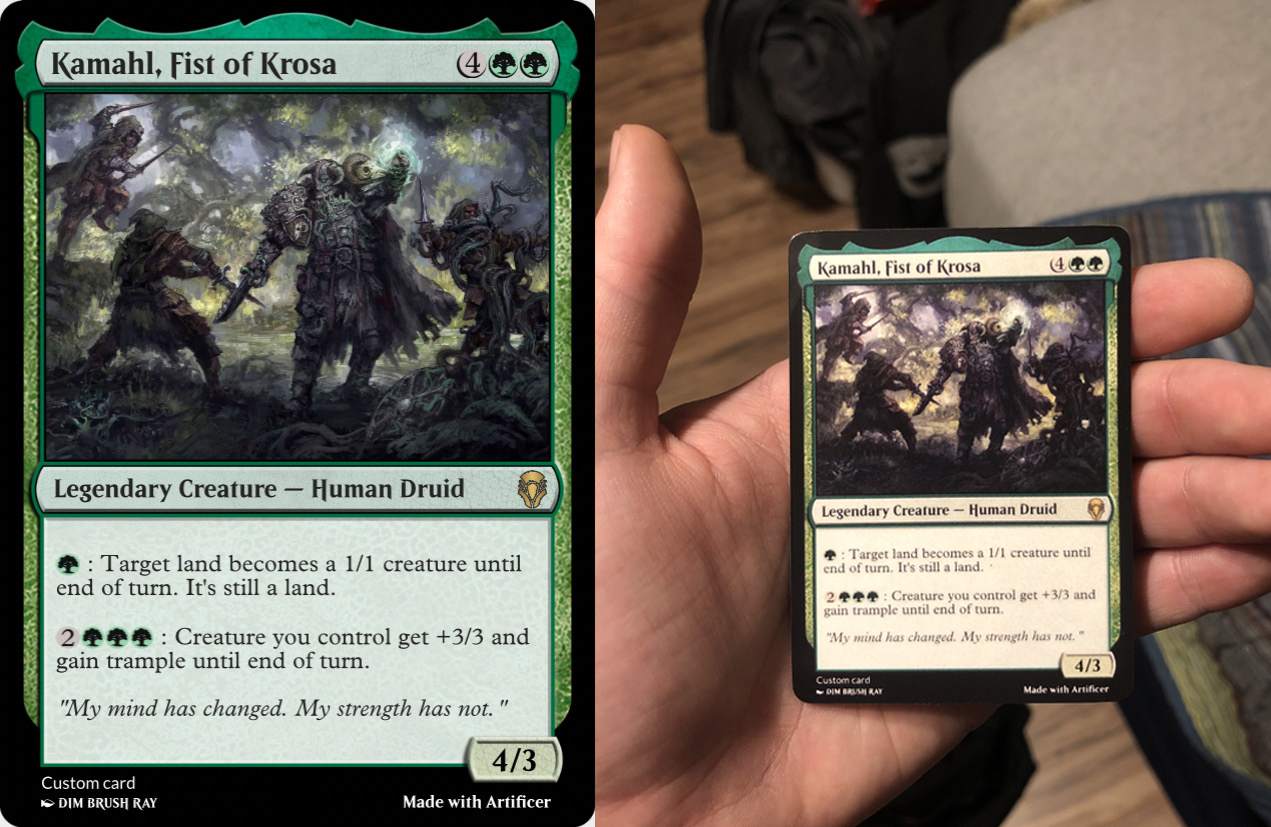 Kamahl, Fist of Krosa 4
Legendary Creature — Human Druid
: Target land becomes a 1/1 creature until
end of turn. It's still a land.
2 : Creature you control get +3/3 and
gain trample until end of turn.
"My mind has changed. My strength has not."
4/3
Custom card
DIM BRUSH RAY
Made with Artificer
Kamahl, Fist of Krosa 4
Legendary Creature — Human Druid
: Target land becomes a 1/1 creature until
end of turn. It's still a land.
2 : Creatures you control get +3/3 and
gain trample until end of turn.
"My mind has changed. My strength has not."
4/3
Custom card
DIM BRUSH RAY
Made with Artificer